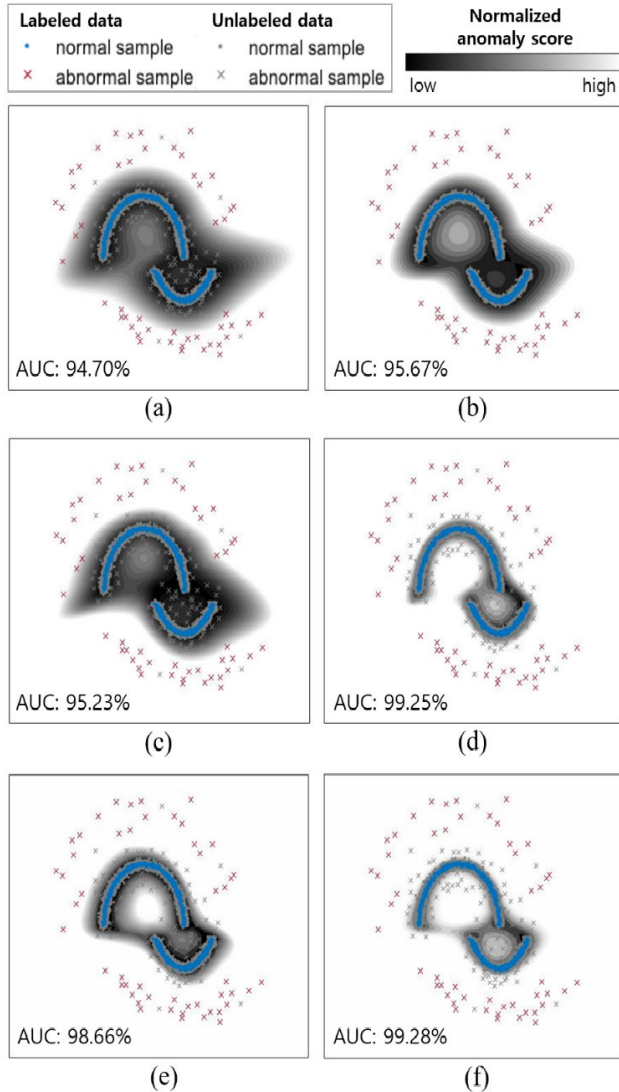 Labeled data Unlabeled data
normal sample normal sample
abnormal sample abnormal sample
Normalized
anomaly score
low high
AUC: 94.70% AUC: 95.67%
(a) (b)
AUC: 95.23% AUC: 99.25%
(c) (d)
AUC: 98.66% AUC: 99.28%
(e) (f)